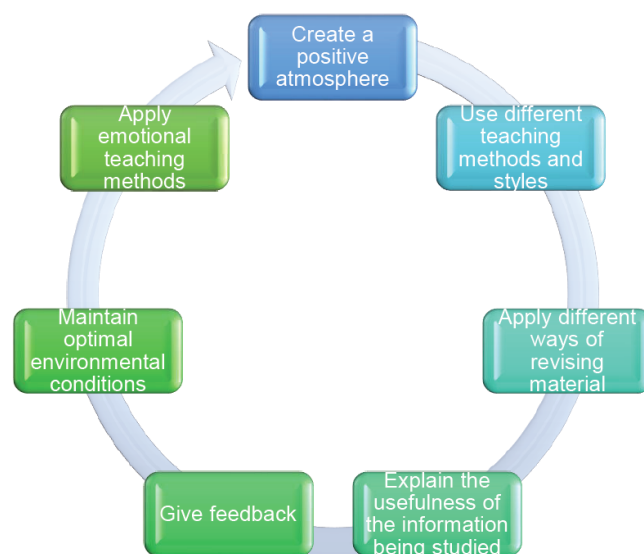 Create a
positive
atmosphere
Use different
teaching
methods and
styles
Apply different
ways of
revising
material
Explain the
usefulness of
the information
being studied
Give feedback
Maintain
optimal
environmental
conditions
Apply
emotional
teaching
methods